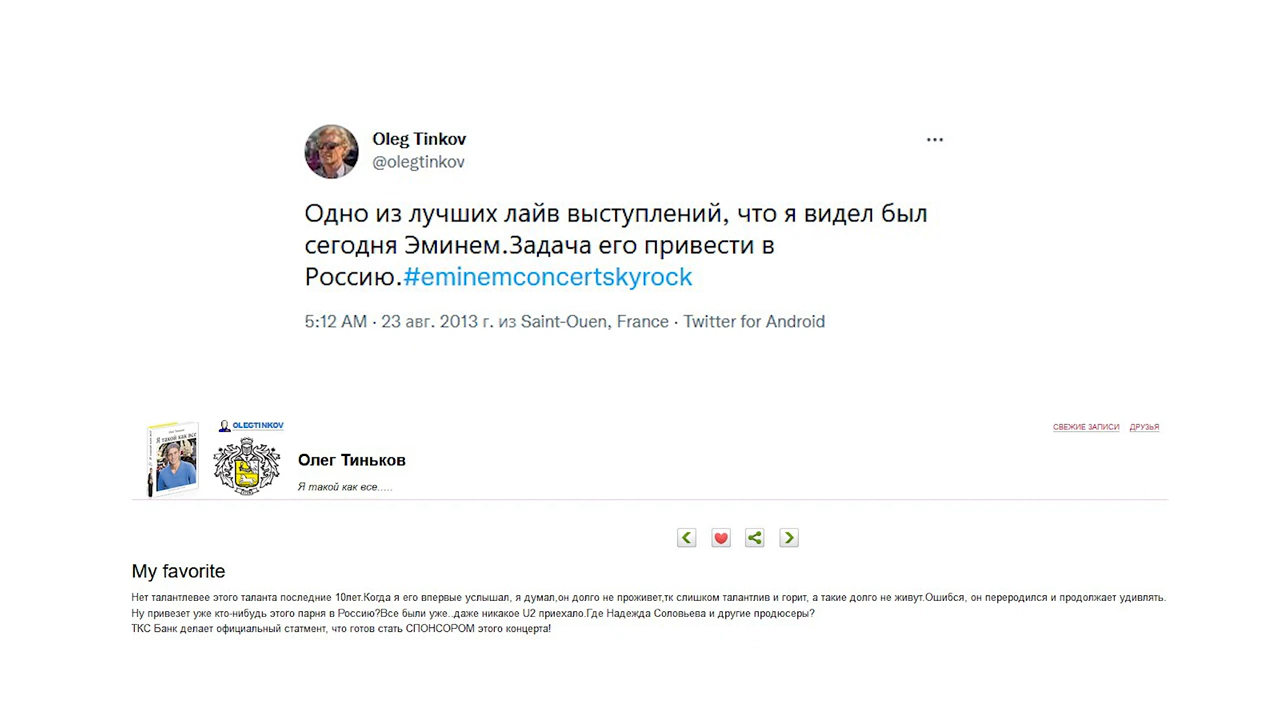 Oleg Tinkov
@olegtinkov
Одно из лучших лайв выступлений, что я видел был
сегодня Эминем.Задача его привести в
Россию.#eminemconcertskyrock
5:12 AM · 23 авг. 2013 г. из Saint-Ouen, France · Twitter for Android
Я такой как все
OLEGTINKOV
СВЕЖИЕ ЗАПИСИ ДРУЗЬЯ
Олег Тиньков
Я такой как все.....
My favorite
Нет талантлевее этого таланта последние 10лет.Когда я его впервые услышал, я думал,он долго не проживет,тк слишком талантлив и горит, а такие долго не живут.Ошибся, он переродился и продолжает удивлять.
Ну привезет уже кто-нибудь этого парня в Россию?Все были уже..даже никакое U2 приехало.Где Надежда Соловьева и другие продюсеры?
ТКС Банк делает официальный статмент, что готов стать СПОНСОРОМ этого концерта!